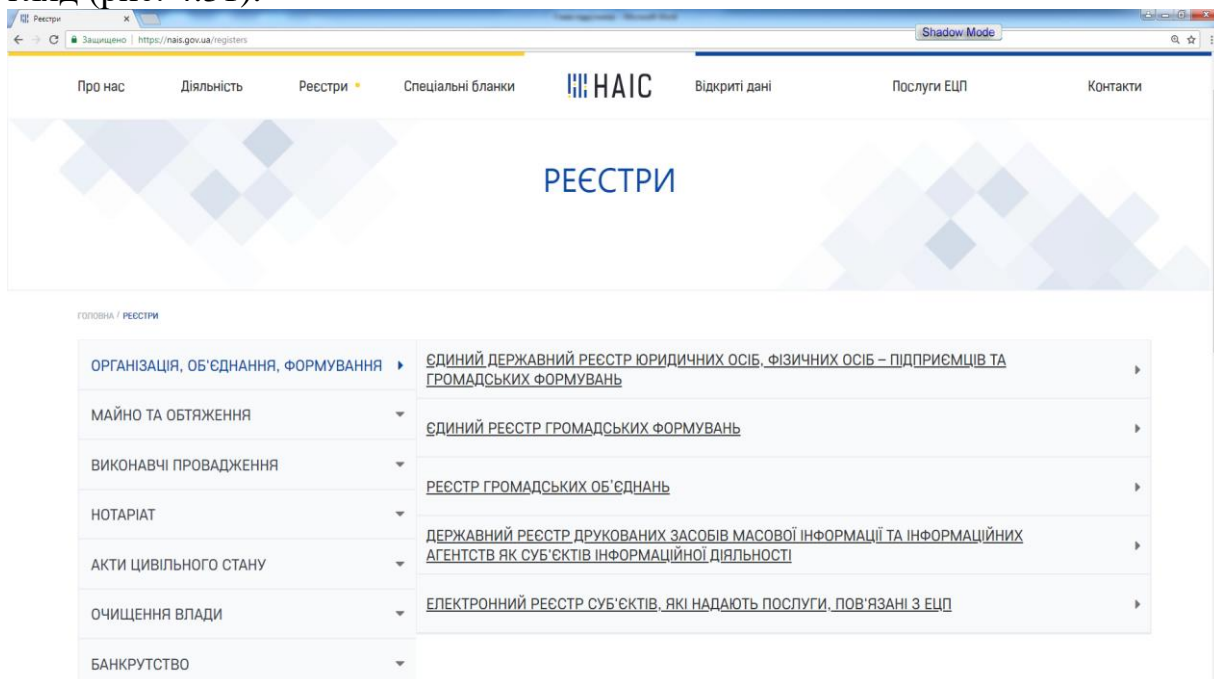 гляд (рис. 4.31).
Реєстри
Shadow Mode
Защищено https://nais.gov.ua/registers
Про нас Діяльність Реєстри Спеціальні бланки НАІС Відкриті дані Послуги ЕЦП Контакти
РЕЄСТРИ
ГОЛОВНА / РЕЄСТРИ
ОРГАНІЗАЦІЯ, ОБ'ЄДНАННЯ, ФОРМУВАННЯ
МАЙНО ТА ОБТЯЖЕННЯ
ВИКОНАВЧІ ПРОВАДЖЕННЯ
НОТАРІАТ
АКТИ ЦИВІЛЬНОГО СТАНУ
ОЧИЩЕННЯ ВЛАДИ
БАНКРУТСТВО
ЄДИНИЙ ДЕРЖАВНИЙ РЕЄСТР ЮРИДИЧНИХ ОСІБ, ФІЗИЧНИХ ОСІБ – ПІДПРИЄМЦІВ ТА
ГРОМАДСЬКИХ ФОРМУВАНЬ
ЄДИНИЙ РЕЄСТР ГРОМАДСЬКИХ ФОРМУВАНЬ
РЕЄСТР ГРОМАДСЬКИХ ОБ'ЄДНАНЬ
ДЕРЖАВНИЙ РЕЄСТР ДРУКОВАНИХ ЗАСОБІВ МАСОВОЇ ІНФОРМАЦІЇ ТА ІНФОРМАЦІЙНИХ
АГЕНТСТВ ЯК СУБ'ЄКТІВ ІНФОРМАЦІЙНОЇ ДІЯЛЬНОСТІ
ЕЛЕКТРОННИЙ РЕЄСТР СУБ'ЄКТІВ, ЯКІ НАДАЮТЬ ПОСЛУГИ, ПОВ'ЯЗАНІ З ЕЦП